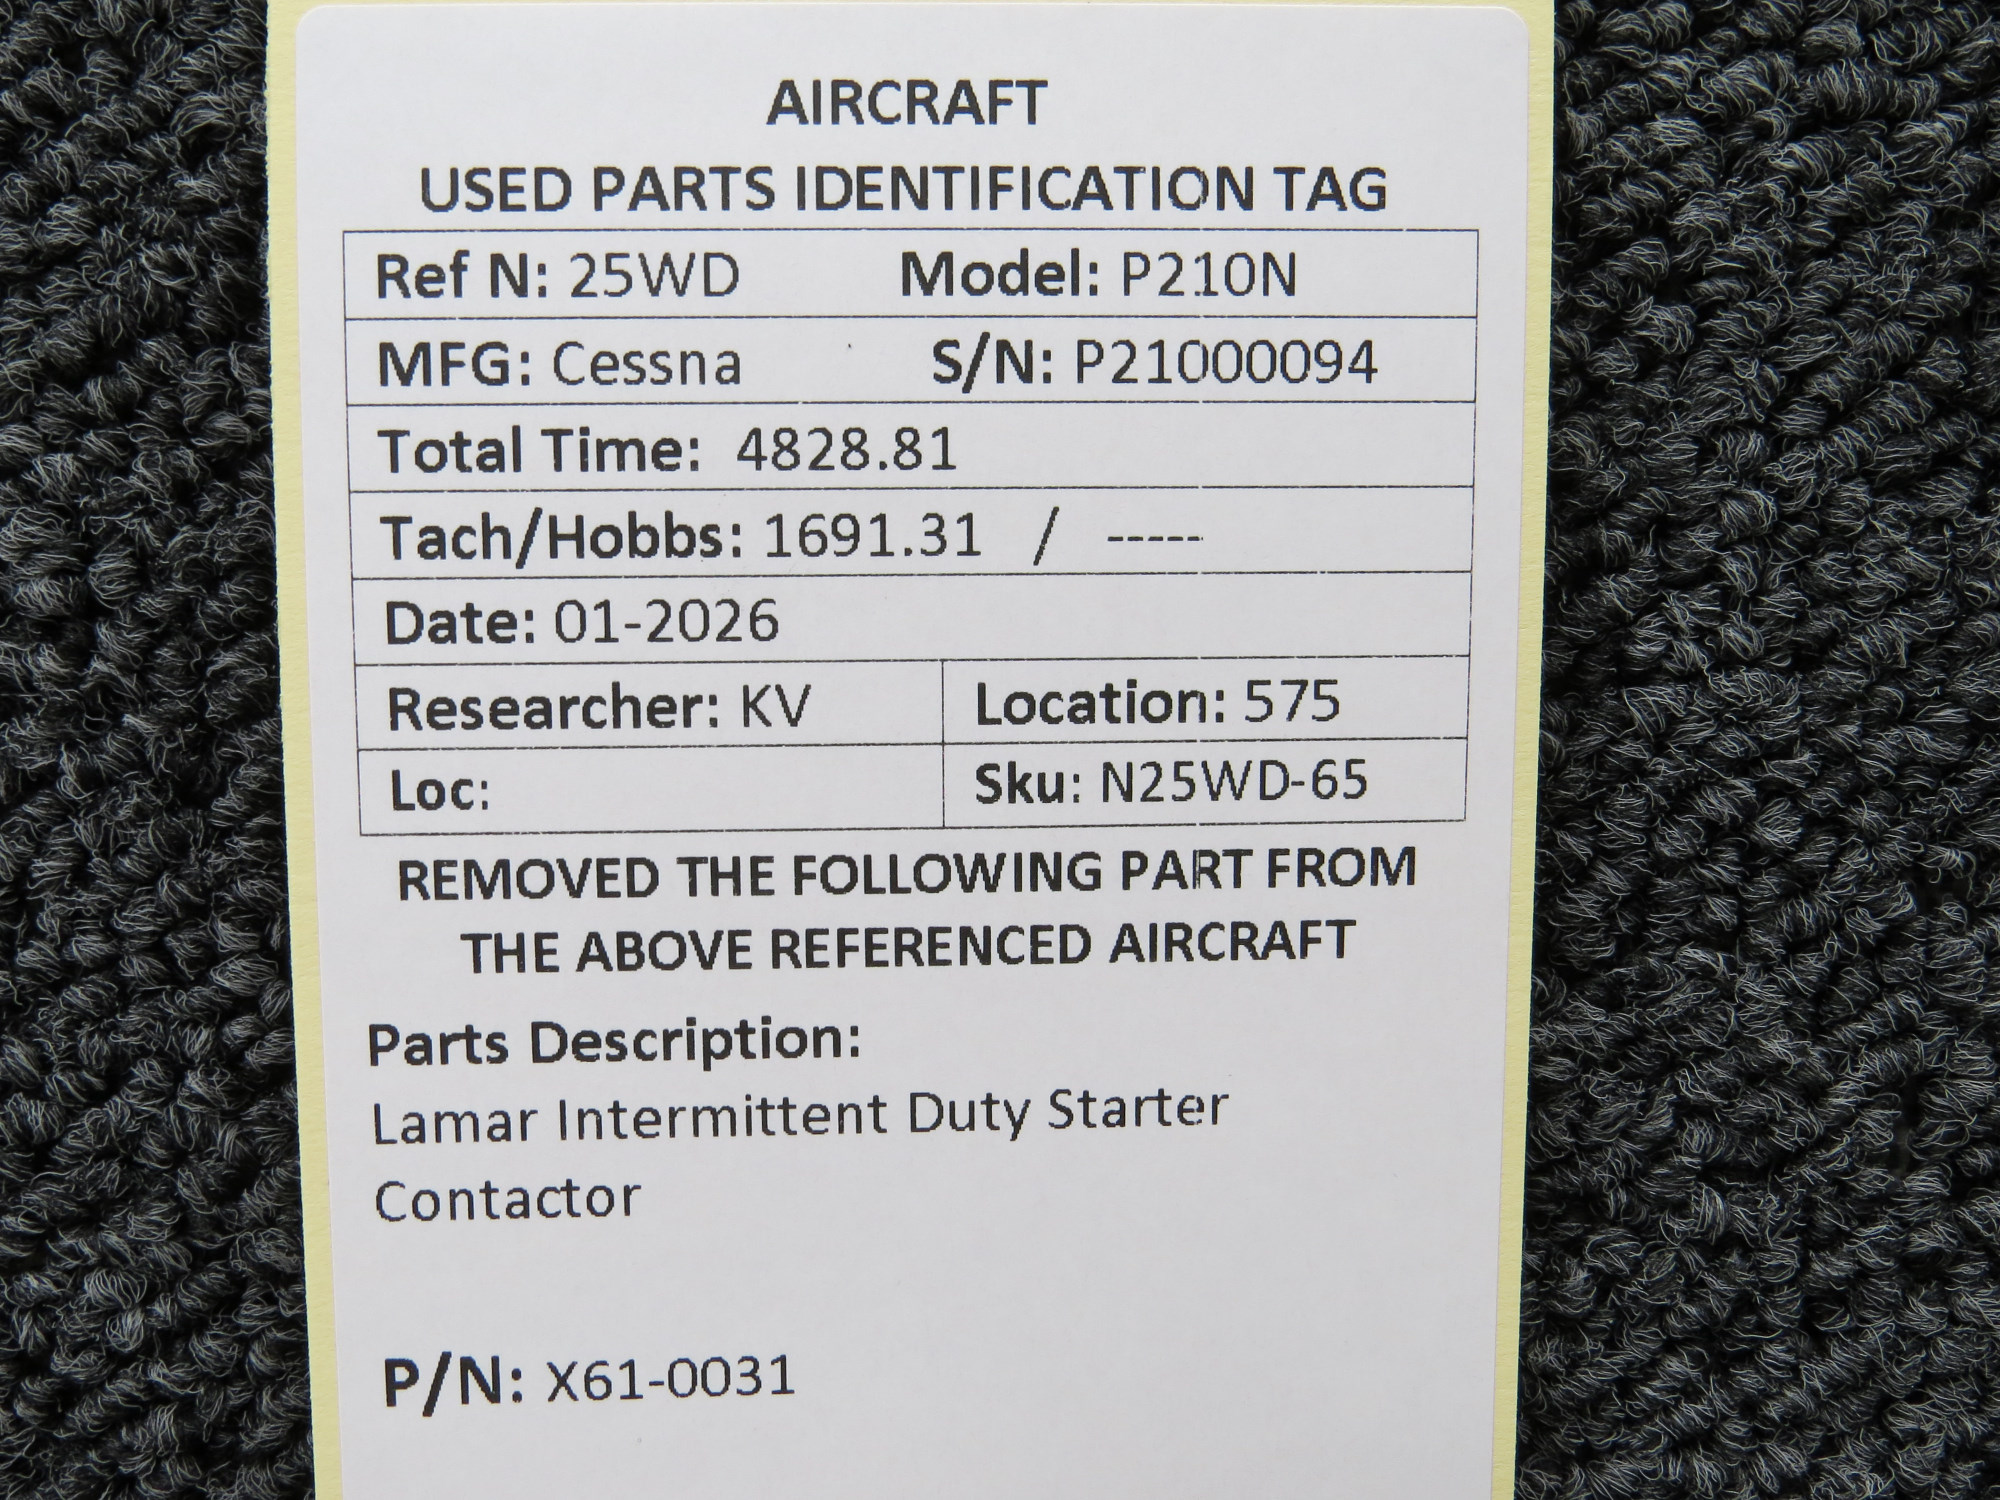 AIRCRAFT
USED PARTS IDENTIFICATION TAG
Ref N: 25WD Model: P210N
MFG: Cessna S/N: P21000094
Total Time: 4828.81
Tach/Hobbs: 1691.31 / -----
Date: 01-2026
Researcher: KV Location: 575
Loc: Sku: N25WD-65
REMOVED THE FOLLOWING PART FROM
THE ABOVE REFERENCED AIRCRAFT
Parts Description:
Lamar Intermittent Duty Starter
Contactor
P/N: X61-0031